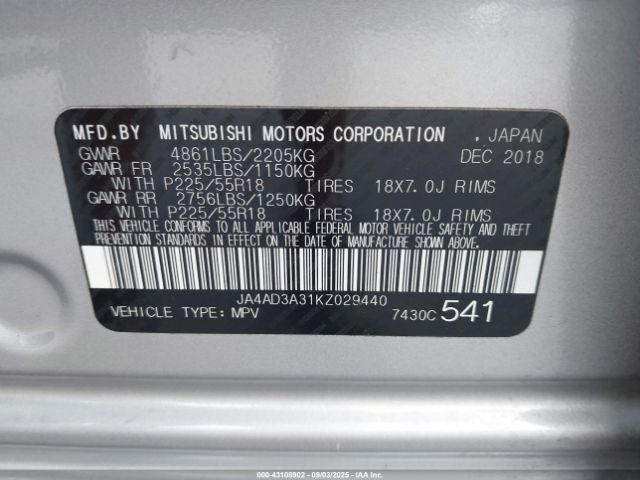 MFD.BY MITSUBISHI MOTORS CORPORATION . JAPAN
GVWR 4861LBS/2205KG DEC 2018
GAWR FR 2535LBS/1150KG
WITH P225/55R18 TIRES 18X7.0J RIMS
GAWR RR 2756LBS/1250KG
WITH P225/55R18 TIRES 18X7.0J RIMS
THIS VEHICLE CONFORMS TO ALL APPLICABLE FEDERAL MOTOR VEHICLE SAFETY AND THEFT
PREVENTION STANDARDS IN EFFECT ON THE DATE OF MANUFACTURE SHOWN ABOVE.
JA4AD3A31KZ029440
VEHICLE TYPE: MPV 7430C 541
000-43108902 - 09/03/2025 - IAAI.COM